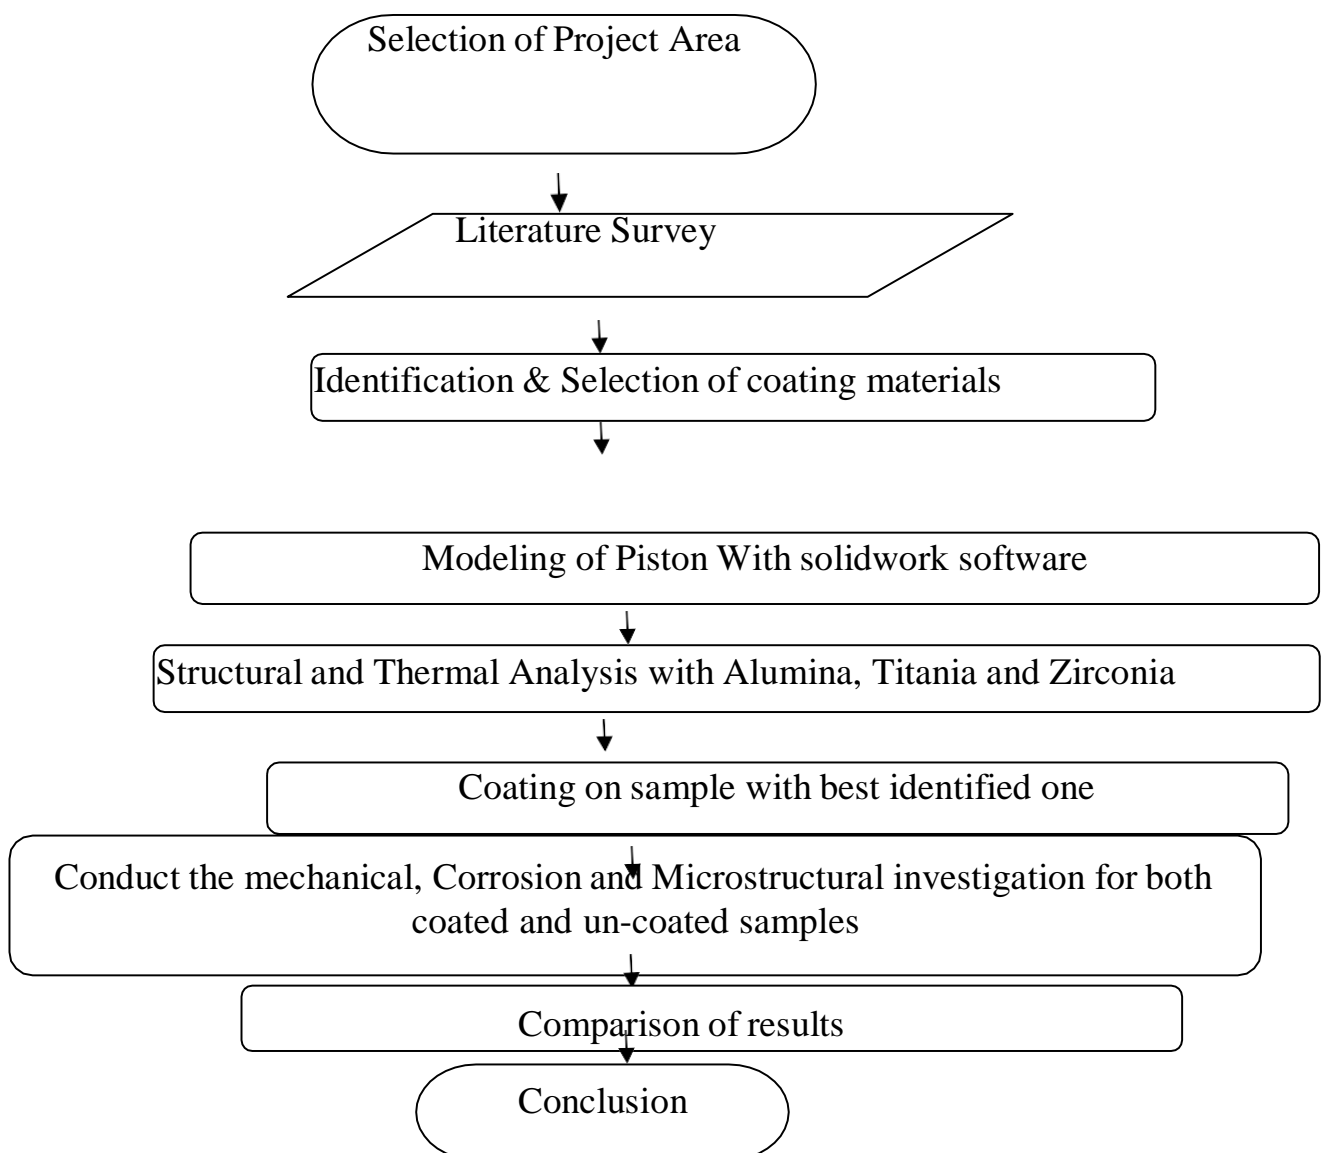 Selection of Project Area
Literature Survey
Identification & Selection of coating materials
Modeling of Piston With solidwork software
Structural and Thermal Analysis with Alumina, Titania and Zirconia
Coating on sample with best identified one
Conduct the mechanical, Corrosion and Microstructural investigation for both
coated and un-coated samples
Comparison of results
Conclusion